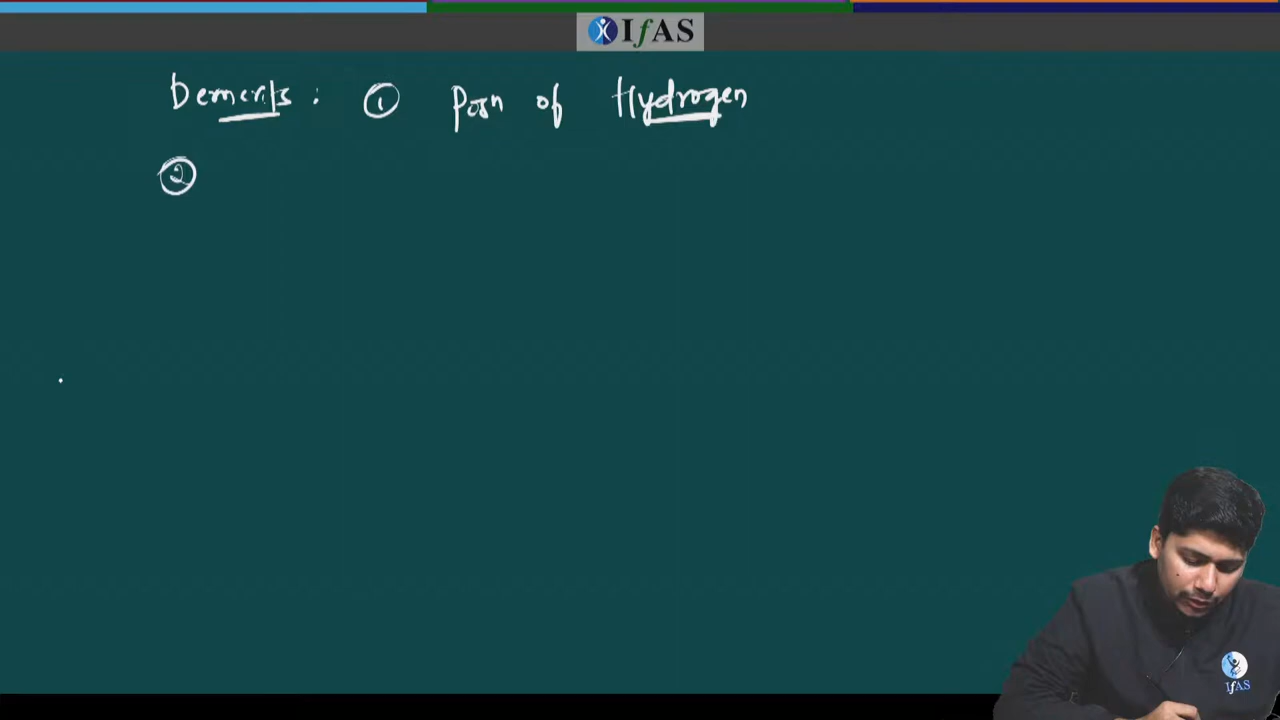 IfAS
Demerits : ① Posn of Hydrogen
②
IfAS